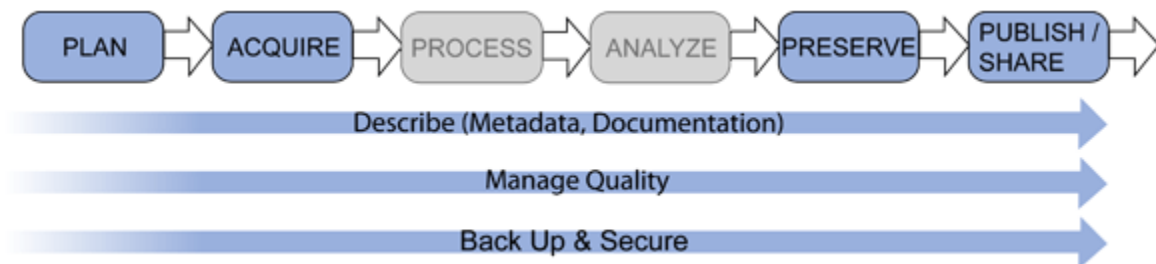 PLAN
ACQUIRE
PROCESS
ANALYZE
PRESERVE
PUBLISH /
SHARE
Describe (Metadata, Documentation)
Manage Quality
Back Up & Secure